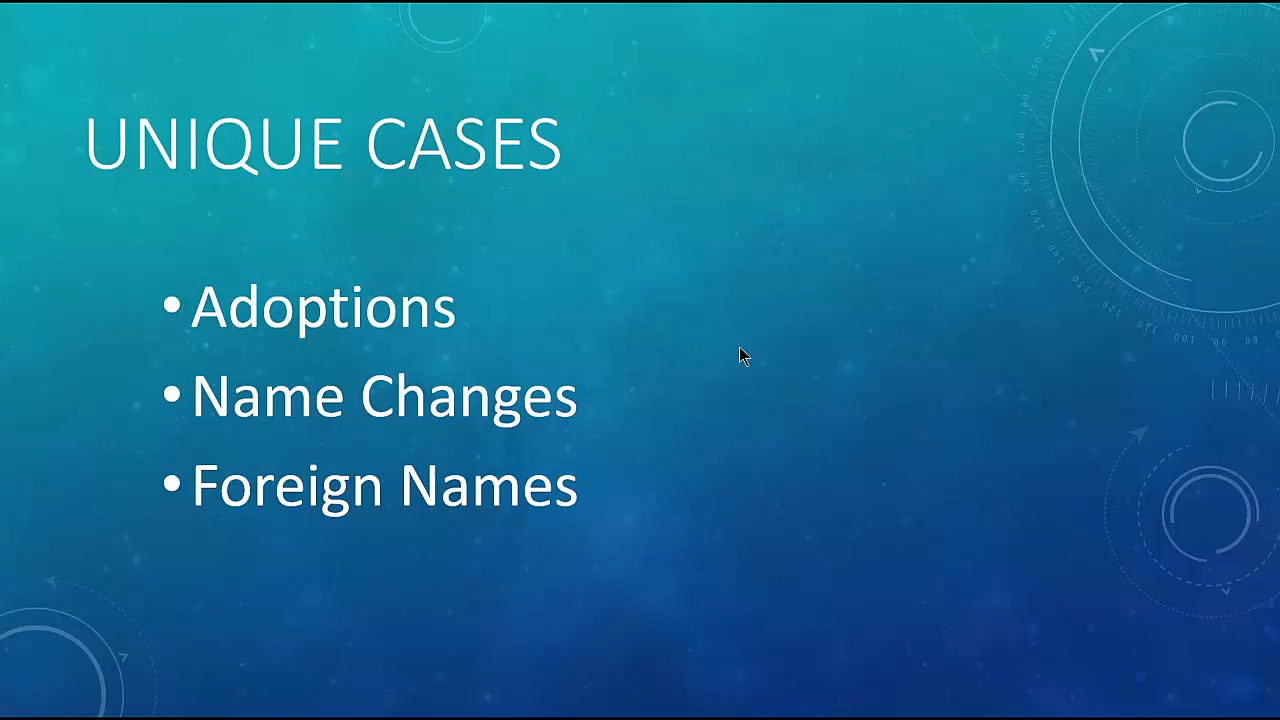 UNIQUE CASES
• Adoptions
• Name Changes
• Foreign Names